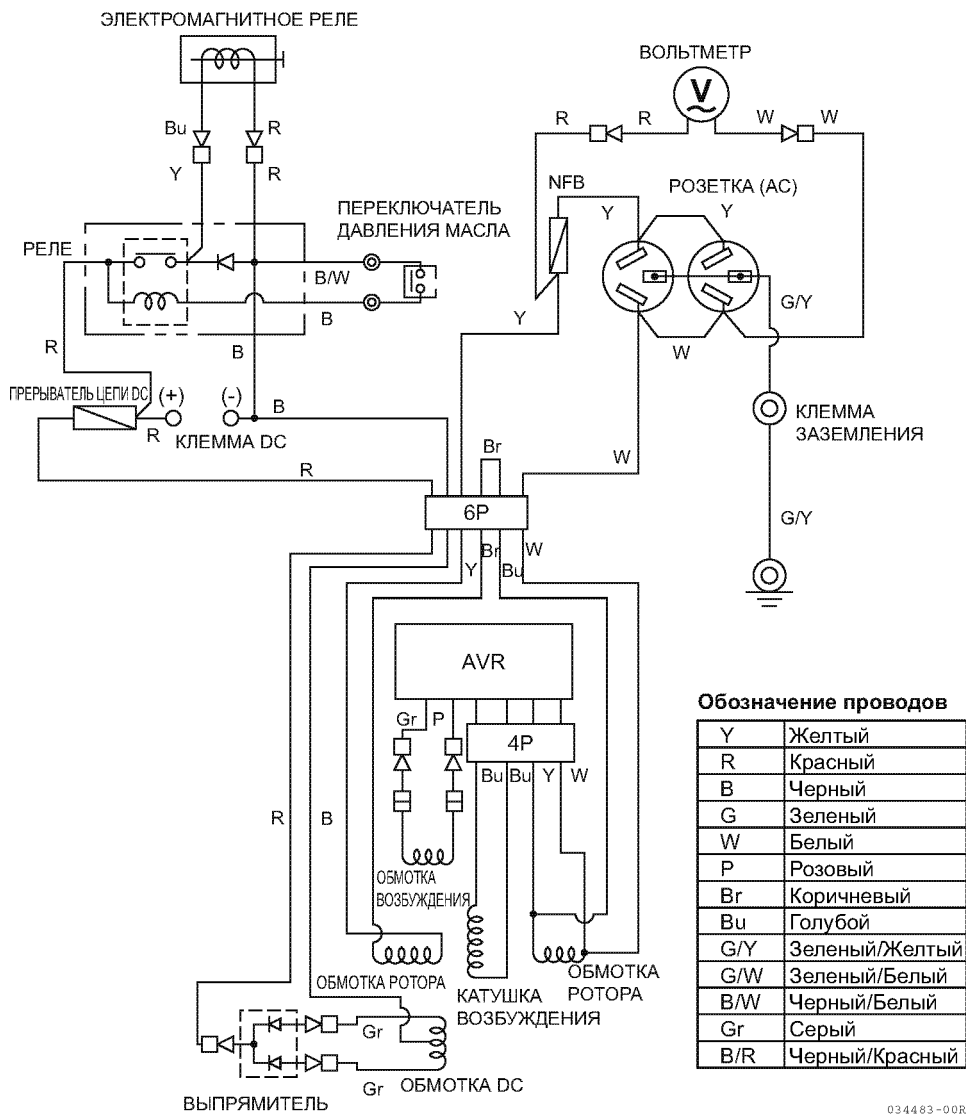 ЭЛЕКТРОМАГНИТНОЕ РЕЛЕ
ВОЛЬТМЕТР
V
Bu
R
R
R
W
W
Y
R
NFB
РОЗЕТКА (AC)
ПЕРЕКЛЮЧАТЕЛЬ
ДАВЛЕНИЯ МАСЛА
Y
Y
РЕЛЕ
B/W
B
G/Y
Y
R
B
W
ПРЕРЫВАТЕЛЬ ЦЕПИ DC
(+)
(-)
B
R
КЛЕММА DC
КЛЕММА
ЗАЗЕМЛЕНИЯ
Br
W
R
6P
G/Y
Y
Br
Bu
W
AVR
Gr
P
4P
Bu
Bu
Y
W
R
B
ОБМОТКА
ВОЗБУЖДЕНИЯ
ОБМОТКА РОТОРА
КАТУШКА
ВОЗБУЖДЕНИЯ
ОБМОТКА
РОТОРА
Gr
Gr
ОБМОТКА DC
ВЫПРЯМИТЕЛЬ
Обозначение проводов
Y Желтый
R Красный
B Черный
G Зеленый
W Белый
P Розовый
Br Коричневый
Bu Голубой
G/Y Зеленый/Желтый
G/W Зеленый/Белый
B/W Черный/Белый
Gr Серый
B/R Черный/Красный
034483-00R